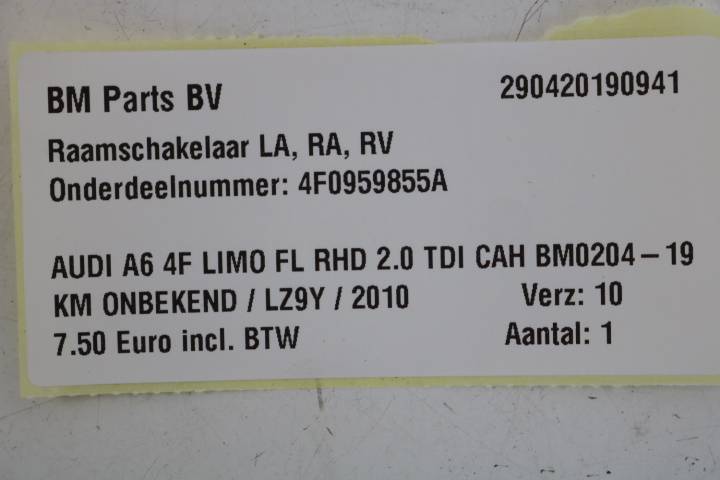 BM Parts BV 290420190941
Raamschakelaar LA, RA, RV
Onderdeelnummer: 4F0959855A
AUDI A6 4F LIMO FL RHD 2.0 TDI CAH BM0204-19
KM ONBEKEND / LZ9Y / 2010 Verz: 10
7.50 Euro incl. BTW Aantal: 1